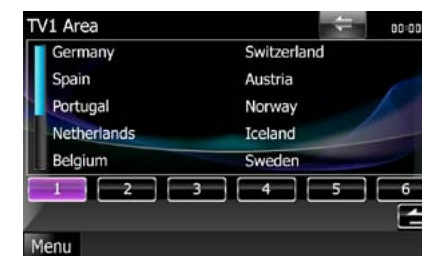 TV1 Area 00:00
Germany Switzerland
Spain Austria
Portugal Norway
Netherlands Iceland
Belgium Sweden
1 2 3 4 5 6
Menu